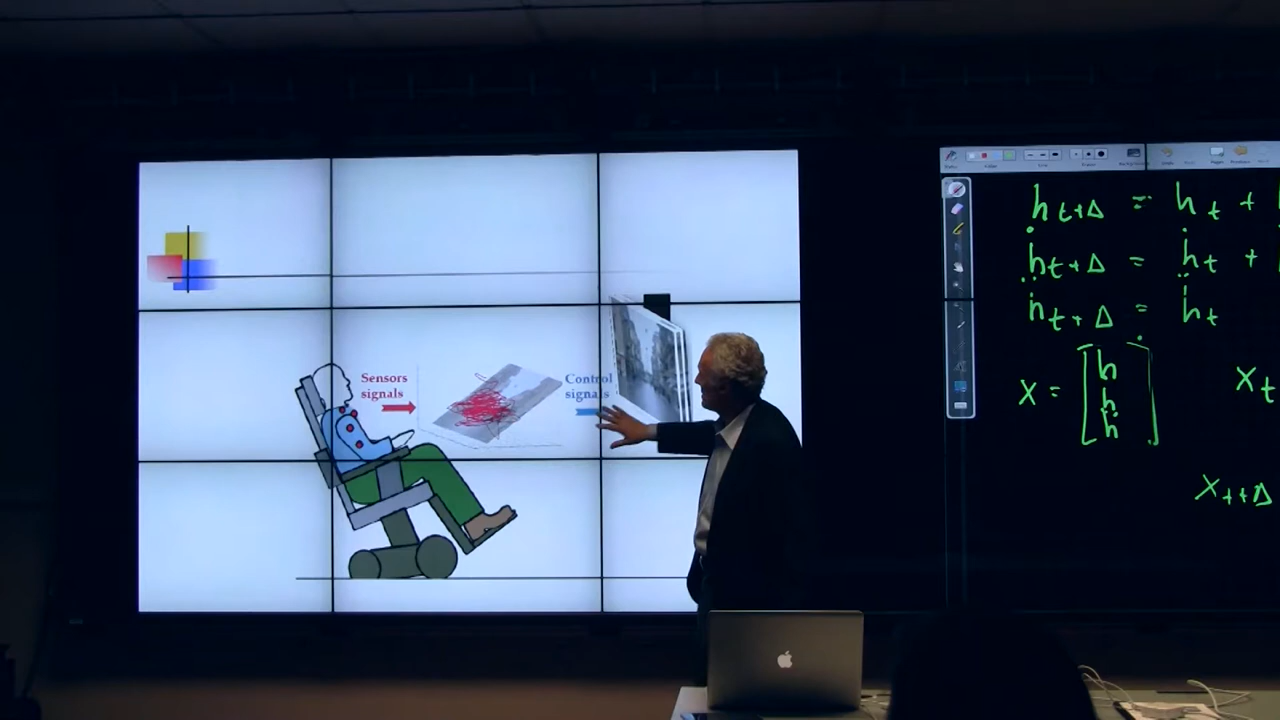 Sensors
signals
Control
signals
h t+Δ = h t +
ḣ t+Δ = ḣ t +
ḧ t+Δ = ḧ t
X = [h ḣ ḧ]
X t
X t+Δ